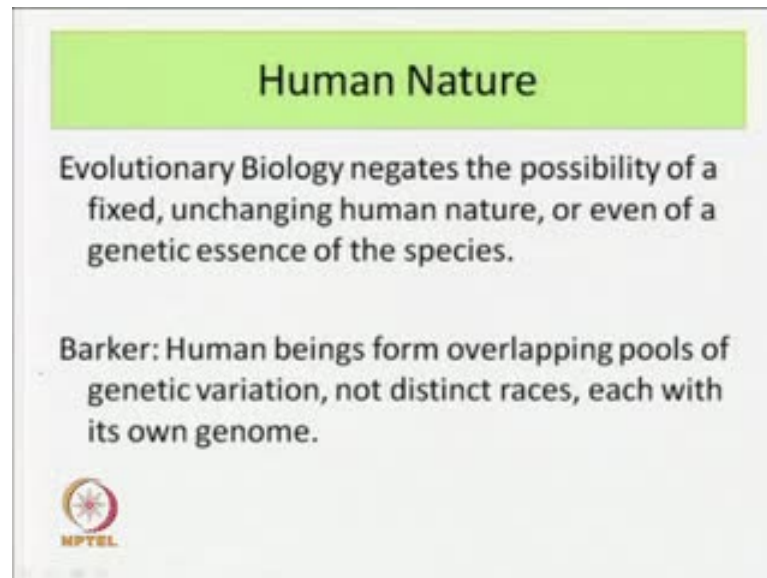 Human Nature
Evolutionary Biology negates the possibility of a
fixed, unchanging human nature, or even of a
genetic essence of the species.
Barker: Human beings form overlapping pools of
genetic variation, not distinct races, each with
its own genome.
NPTEL